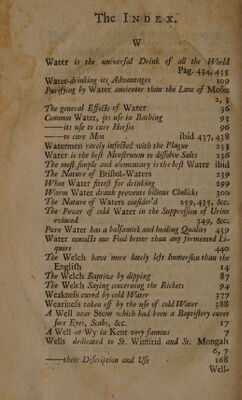 The INDEX.
W
Water is the universal Drink of all the World
Pag. 434, 435
Water-drinking its Advantages 109
Purifying by Water ancienter than the Law of Moses
2, 3
The general Effects of Water 36
Common Water, its use in Bathing 93
——its use to cure Horses 96
——to cure Men ibid 437, 438
Watermen rarely infected with the Plague 233
Water is the best Menstruum to dissolve Salts 236
The most simple and elementary is the best Water ibid
The Nature of Bristol-Waters 239
What Water fittest for drinking 299
Warm Water drank prevents bilious Cholicks 300
The Nature of Waters consider'd 259, 435, &c.
The Power of cold Water in the Suppression of Urine
evinced 349, &c.
Pure Water has a balsamick and healing Quality 439
Water concocts our Food better than any fermented Li-
quors 440
The Welch have more lately left Immersion than the
English 14
The Welch Baptize by dipping 87
The Welch Saying concerning the Rickets 94
Weakness cured by cold Water 377
Weariness taken off by the use of cold Water 388
A Well near Stow which had been a Baptistery cures
sore Eyes, Scabs, &c. 17
A Well at Wy in Kent very famous 7
Wells dedicated to St. Winifrid and St. Mongah
6, 7
——their Description and Use 168
Well-